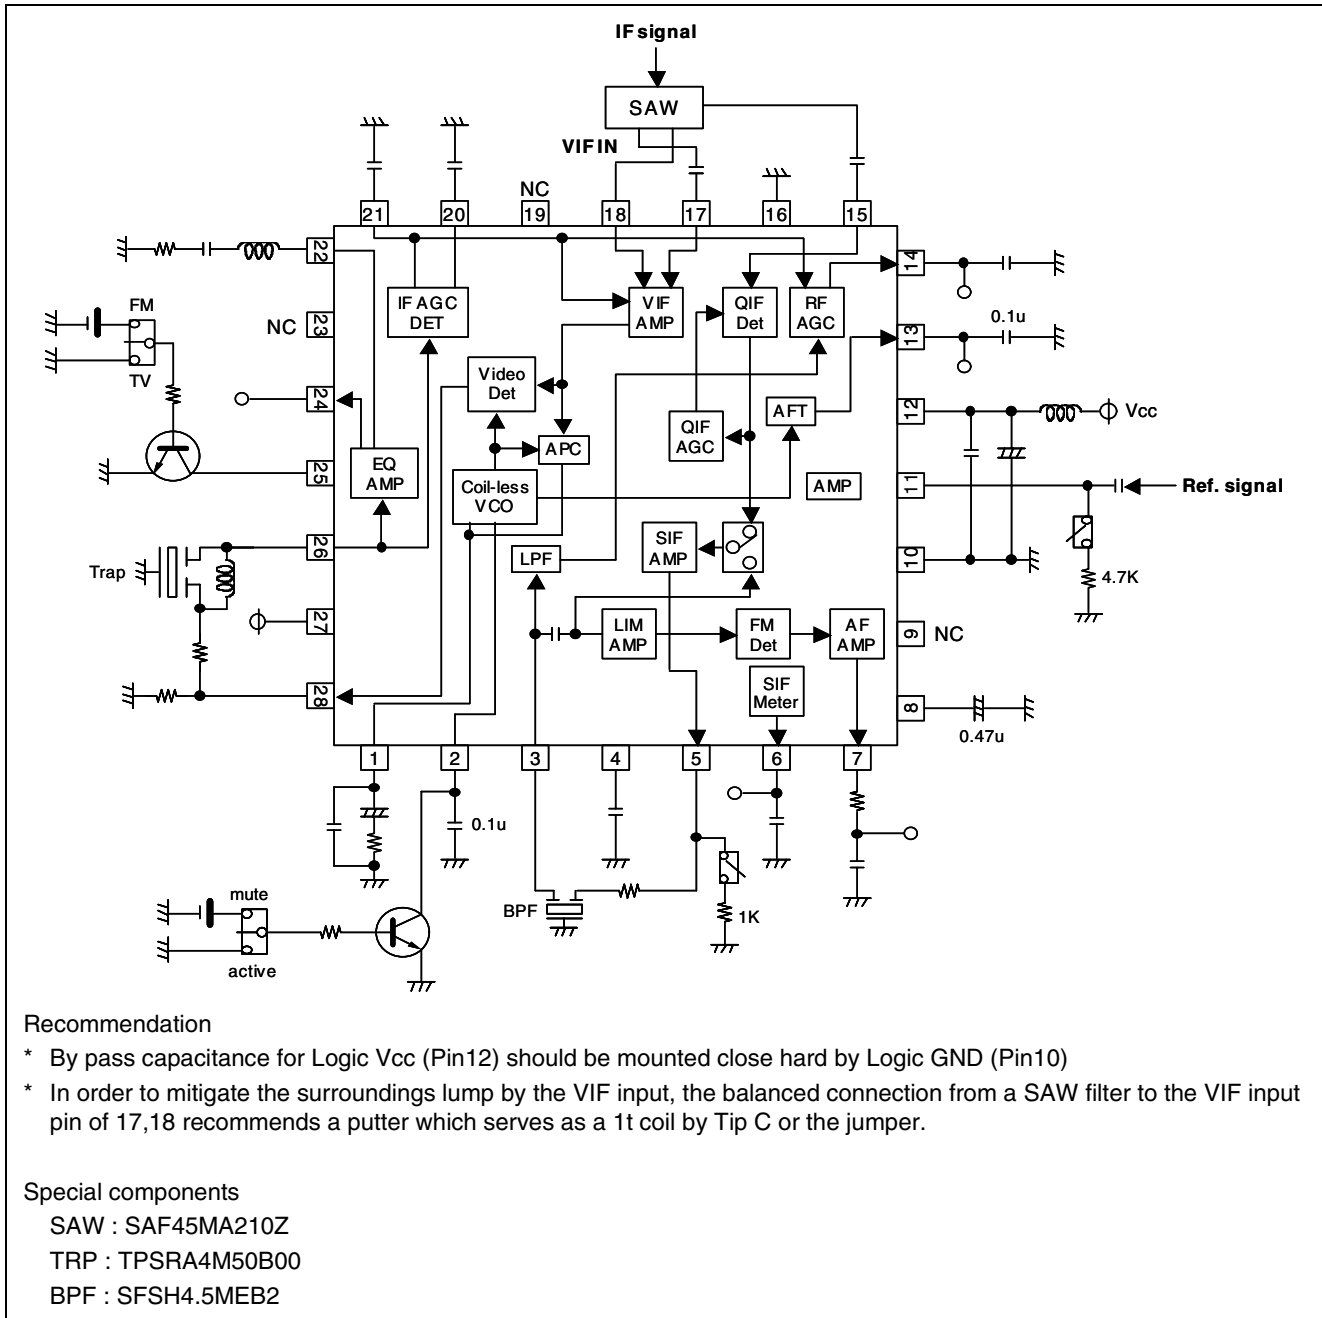 IF signal
SAW
VIF IN
NC
21
20
19
18
17
16
15
22
14
FM
NC
23
IF AGC
DET
VIF
AMP
QIF
Det
RF
AGC
13
0.1u
TV
Video
Det
24
AFT
12
Vcc
QIF
AGC
APC
25
EQ
AMP
Coil-less
VCO
AMP
11
Ref. signal
26
SIF
AMP
LPF
10
Trap
4.7K
27
LIM
AMP
FM
Det
AF
AMP
9
NC
28
SIF
Meter
8
0.47u
1
2
3
4
5
6
7
0.1u
mute
BPF
1K
active
Recommendation
* By pass capacitance for Logic Vcc (Pin12) should be mounted close hard by Logic GND (Pin10)
* In order to mitigate the surroundings lump by the VIF input, the balanced connection from a SAW filter to the VIF input
pin of 17,18 recommends a putter which serves as a 1t coil by Tip C or the jumper.
Special components
SAW : SAF45MA210Z
TRP : TPSRA4M50B00
BPF : SFSH4.5MEB2